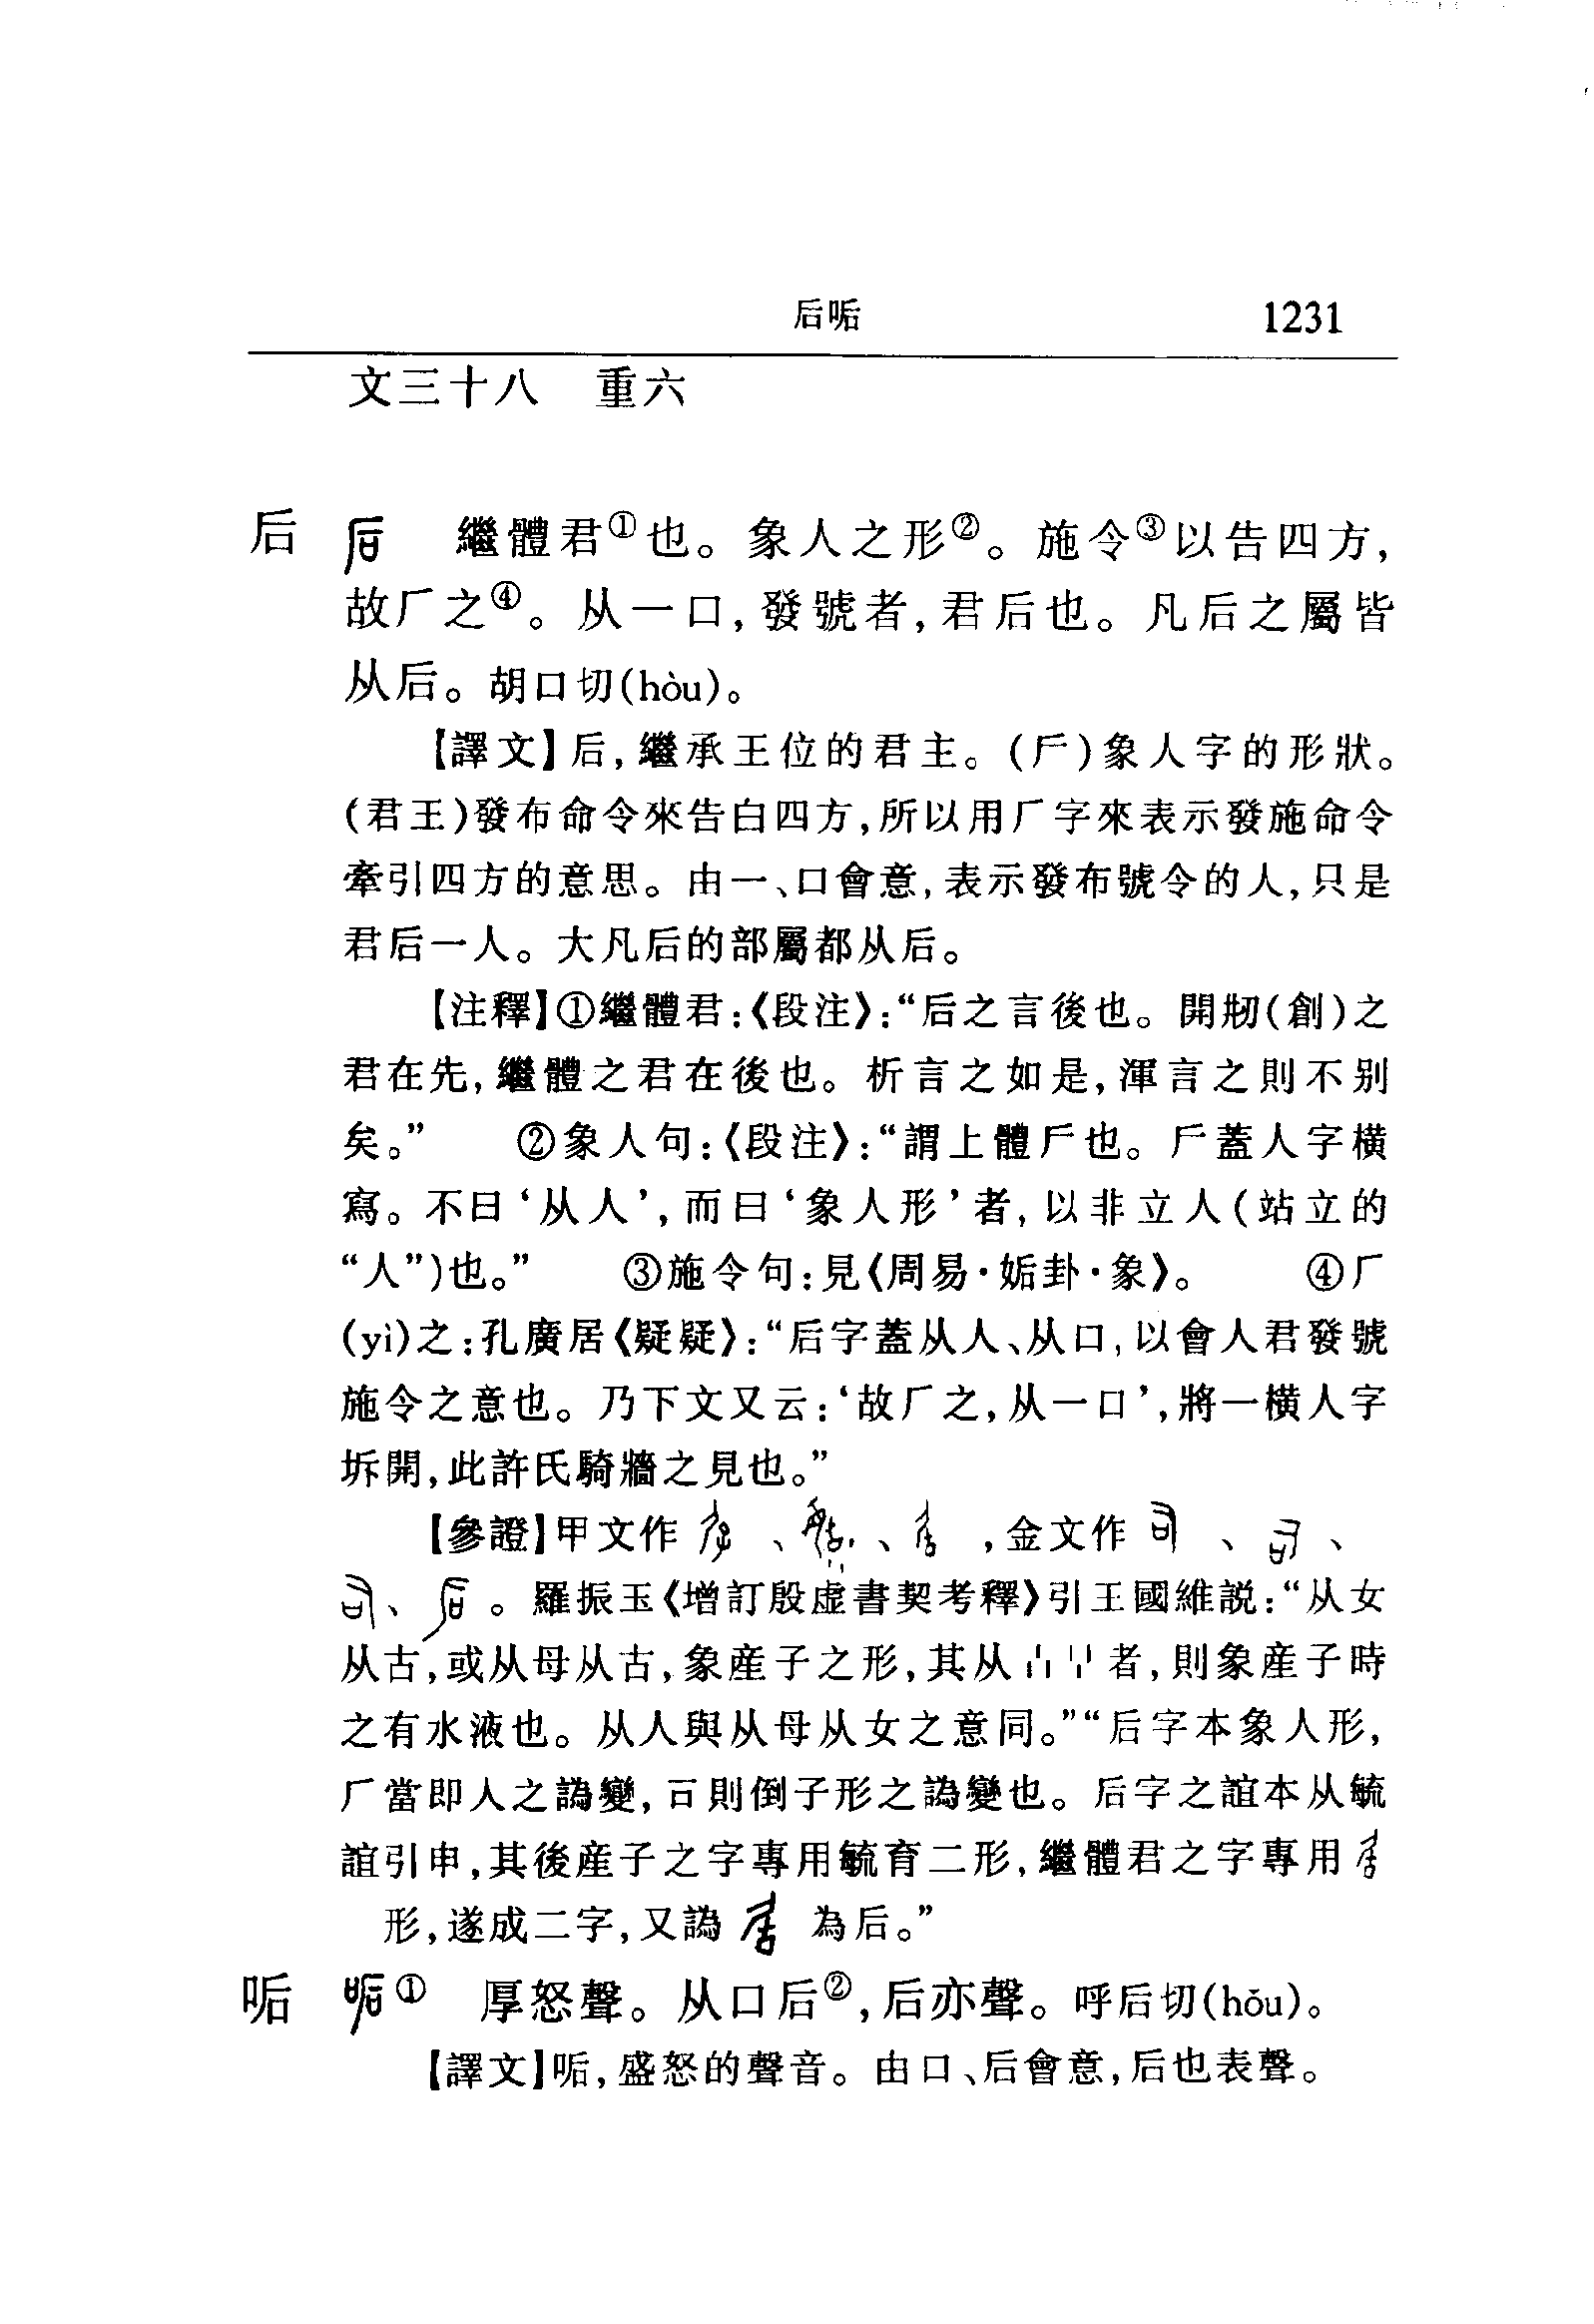 后㖃 1231
文三十八 重六
后 后 繼體君①也。象人之形②。施令③以告四方，
故厂之④。从一口，發號者，君后也。凡后之屬皆
从后。胡口切(hòu)。
【譯文】后，繼承王位的君主。(𠂋)象人字的形狀。
(君王)發布命令來告白四方，所以用厂字來表示發施命令
牽引四方的意思。由一、口會意，表示發布號令的人，只是
君后一人。大凡后的部屬都从后。
【注釋】①繼體君：《段注》：“后之言後也。開刱(創)之
君在先，繼體之君在後也。析言之如是，渾言之則不别
矣。” ②象人句：《段注》：“謂上體𠂋也。𠂋蓋人字横
寫。不曰‘从人’，而曰‘象人形’者，以非立人(站立的
“人”)也。” ③施令句：見《周易·姤卦·象》。 ④厂
(yì)之：孔廣居《疑疑》：“后字蓋从人、从口，以會人君發號
施令之意也。乃下文又云：‘故厂之，从一口’，將一横人字
坼開，此許氏騎牆之見也。”
【參證】甲文作 、 、 ，金文作 、 、
、 。羅振玉《增訂殷虚書契考釋》引王國維説：“从女
从古，或从母从古，象産子之形，其从 者，則象産子時
之有水液也。从人與从母从女之意同。”“后字本象人形，
厂當即人之譌變，𠮛則倒子形之譌變也。后字之誼本从毓
誼引申，其後産子之字專用毓育二形，繼體君之字專用
形，遂成二字，又譌 為后。”
㖃 㖃① 厚怒聲。从口后②，后亦聲。呼后切(hǒu)。
【譯文】㖃，盛怒的聲音。由口、后會意，后也表聲。